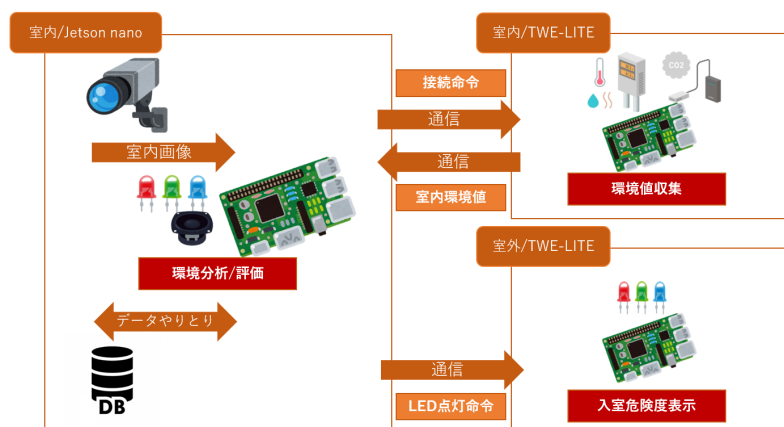 室内/Jetson nano
室内画像
環境分析/評価
データやりとり
DB
接続命令
通信
通信
室内環境値
通信
LED点灯命令
室内/TWE-LITE
CO2
環境値収集
室外/TWE-LITE
入室危険度表示